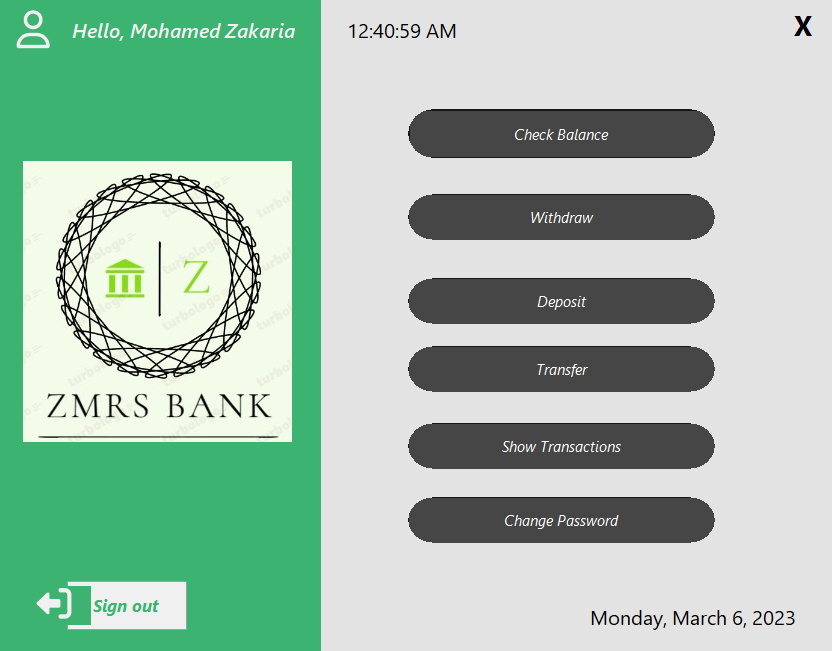 Hello, Mohamed Zakaria
Z
ZMRS BANK
Sign out
12:40:59 AM
X
Check Balance
Withdraw
Deposit
Transfer
Show Transactions
Change Password
Monday, March 6, 2023